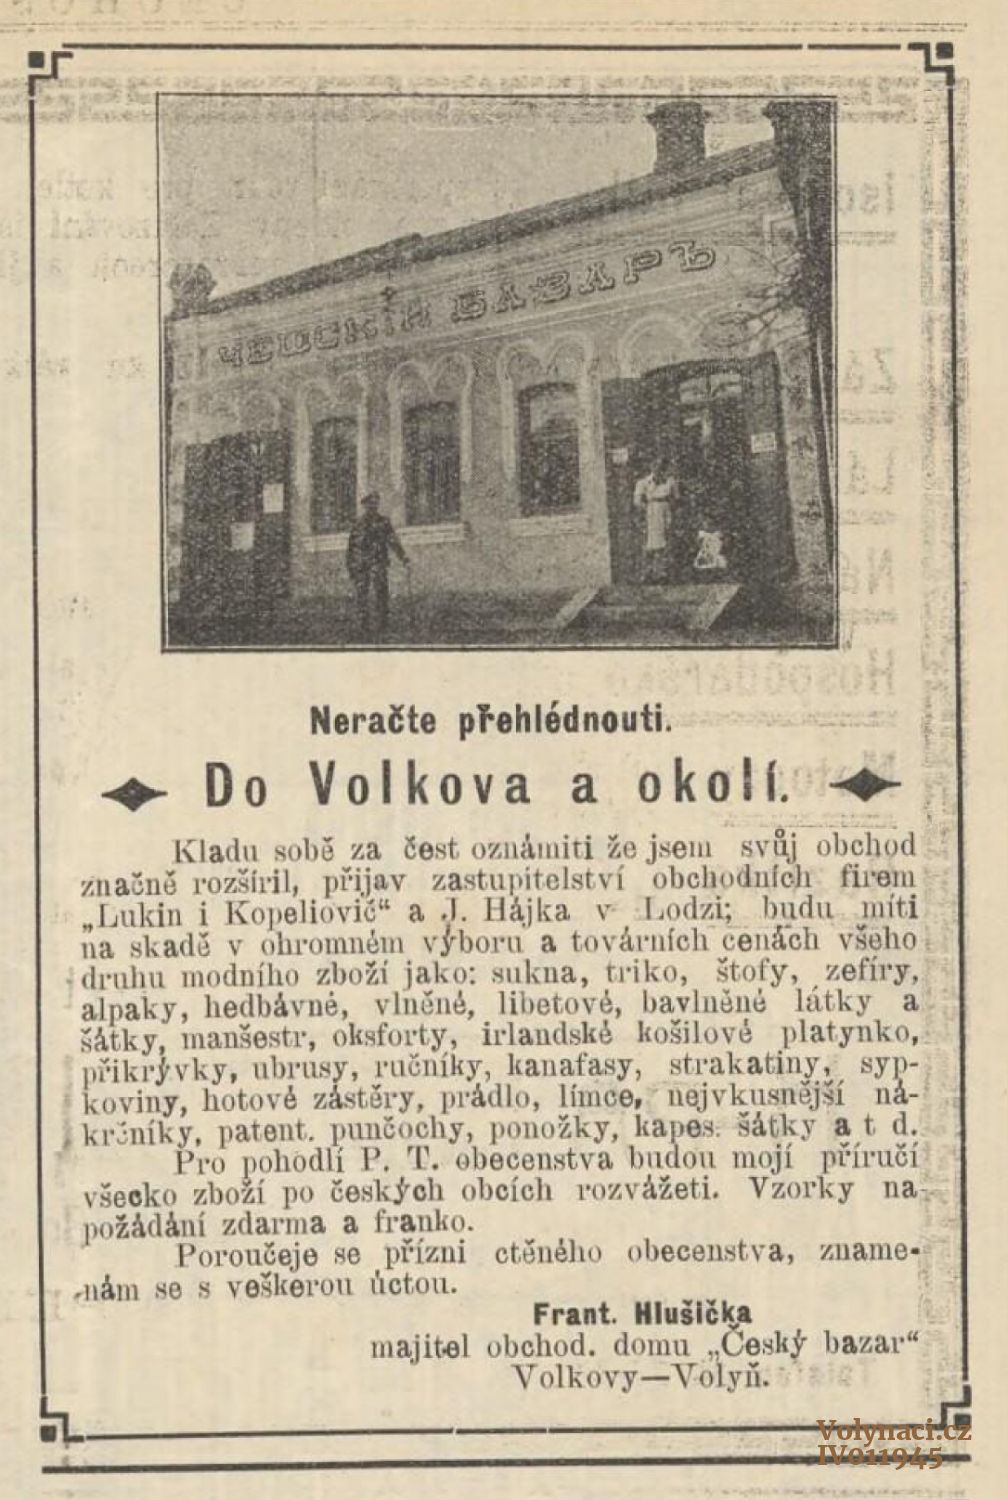 ЧЕШСКІЙ БАЗАРЪ
Neračte přehlédnouti.
Do Volkova a okolí.
Kladu sobě za čest oznámiti že jsem svůj obchod
značně rozšíril, přijav zastupitelství obchodních firem
„Lukin i Kopeliovič“ a J. Hájka v Lodzi; budu míti
na skadě v ohromném výboru a továrních cenách všeho
druhu modního zboží jako: sukna, triko, štofy, zefíry,
alpaky, hedbávné, vlněné, libetové, bavlněné látky a
šátky, manšestr, oksforty, irlandské košilové platynko,
přikrývky, ubrusy, ručníky, kanafasy, strakatiny, syp-
koviny, hotové zástěry, prádlo, límce, nejvkusnější ná-
krčníky, patent. punčochy, ponožky, kapes. šátky a t d.
Pro pohodlí P. T. obecenstva budou mojí příručí
všecko zboží po českých obcích rozvážeti. Vzorky na
požádání zdarma a franko.
Poroučeje se přízni ctěného obecenstva, zname-
nám se s veškerou úctou.
Frant. Hlušička
majitel obchod. domu „Český bazar“
Volkovy—Volyň.
Volynaci.cz
IV011945